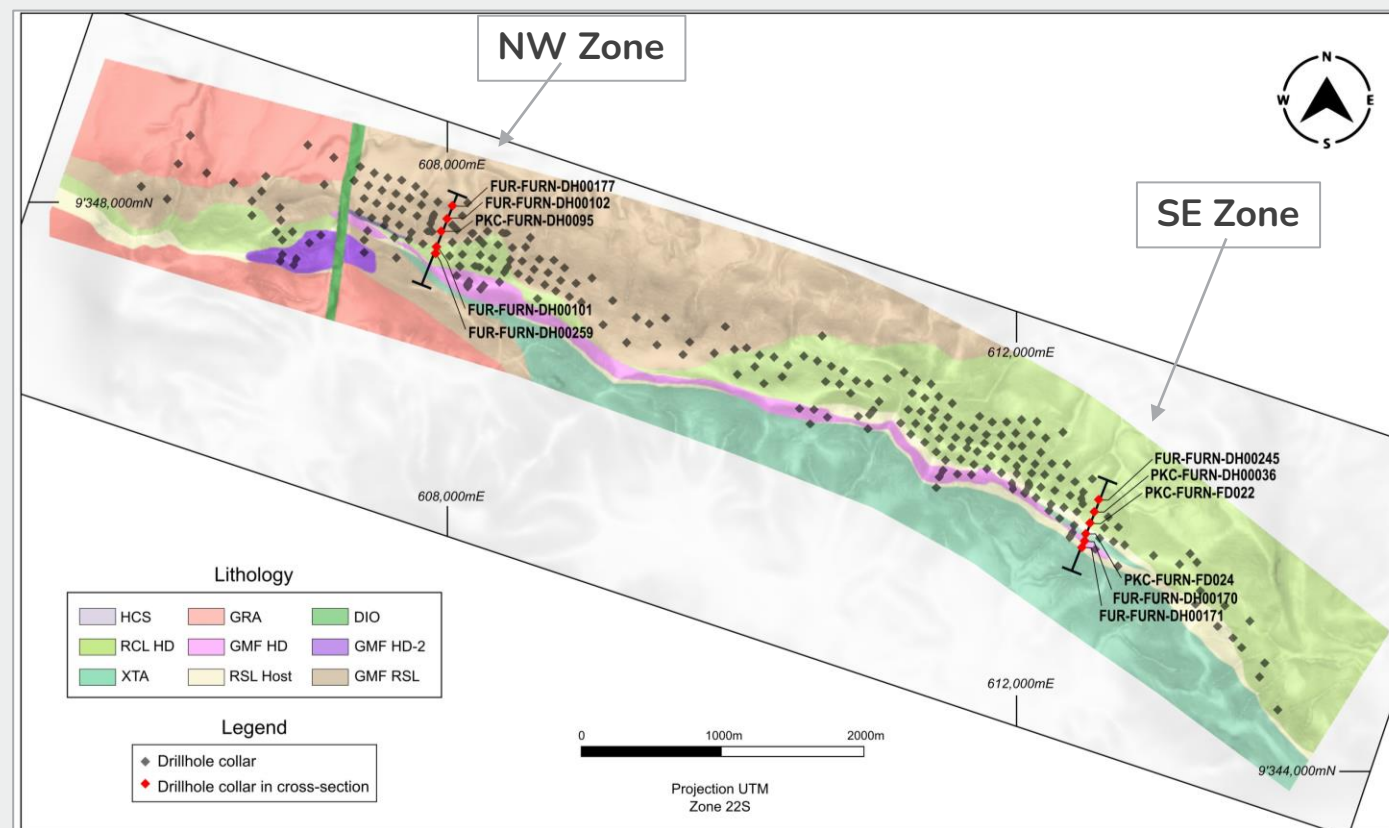 NW Zone
N
W
E
S
608,000mE
FUR-FURN-DH00177
FUR-FURN-DH00102
PKC-FURN-DH0095
9'348,000mN
SE Zone
FUR-FURN-DH00101
FUR-FURN-DH00259
612,000mE
FUR-FURN-DH00245
PKC-FURN-DH00036
PKC-FURN-FD022
608,000mE
PKC-FURN-FD024
FUR-FURN-DH00170
FUR-FURN-DH00171
Lithology
HCS GRA DIO
RCL HD GMF HD GMF HD-2
XTA RSL Host GMF RSL
612,000mE
Legend
Drillhole collar
Drillhole collar in cross-section
0 1000m 2000m
9'344,000mN
Projection UTM
Zone 22S